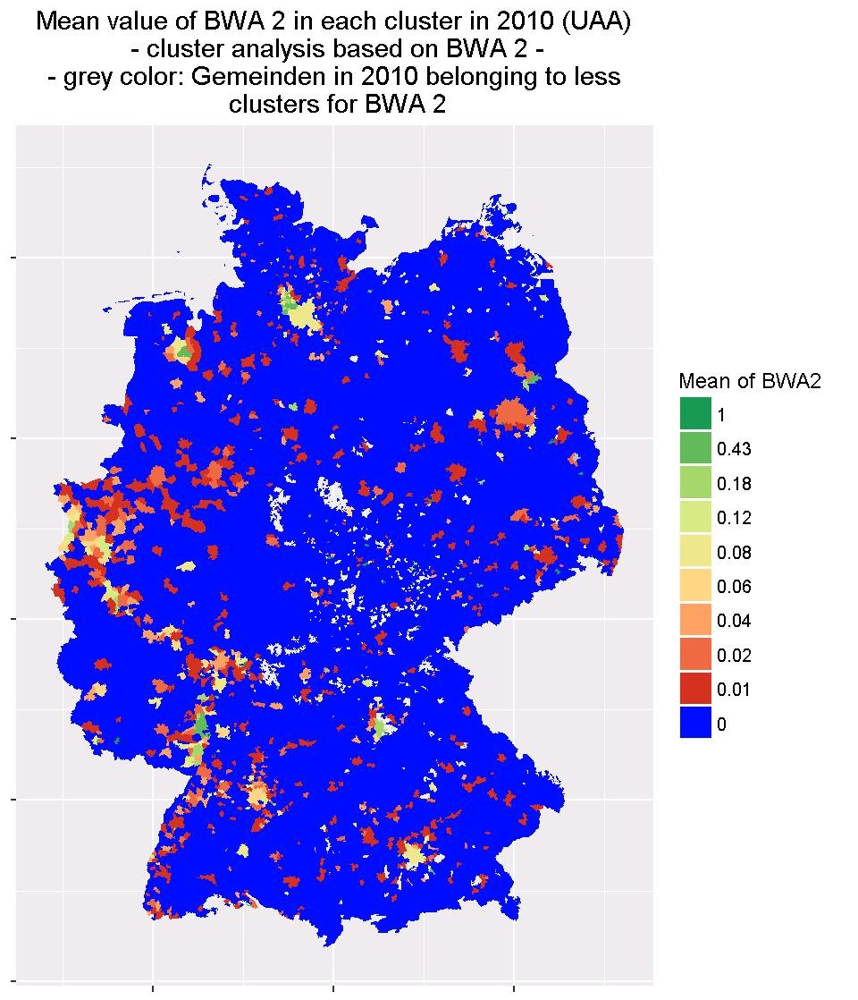 Mean value of BWA 2 in each cluster in 2010 (UAA)
- cluster analysis based on BWA 2 -
- grey color: Gemeinden in 2010 belonging to less
clusters for BWA 2
Mean of BWA2
1
0.43
0.18
0.12
0.08
0.06
0.04
0.02
0.01
0